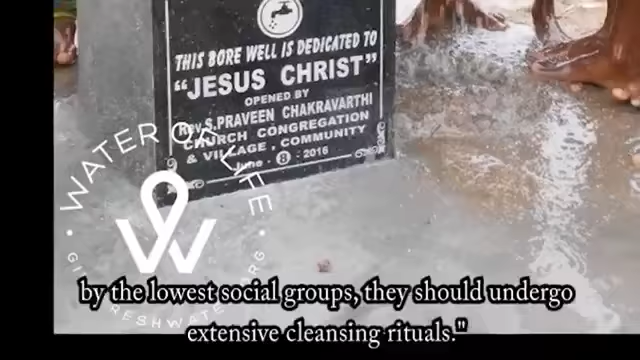 THIS BORE WELL IS DEDICATED TO
"JESUS CHRIST"
OPENED BY
Rev.S.PRAVEEN CHAKRAVARTHI
CHURCH CONGREGATION
& VILLAGE , COMMUNITY
June - 8 - 2016
WATER OF LIFE
by the lowest social groups, they should undergo
extensive cleansing rituals."